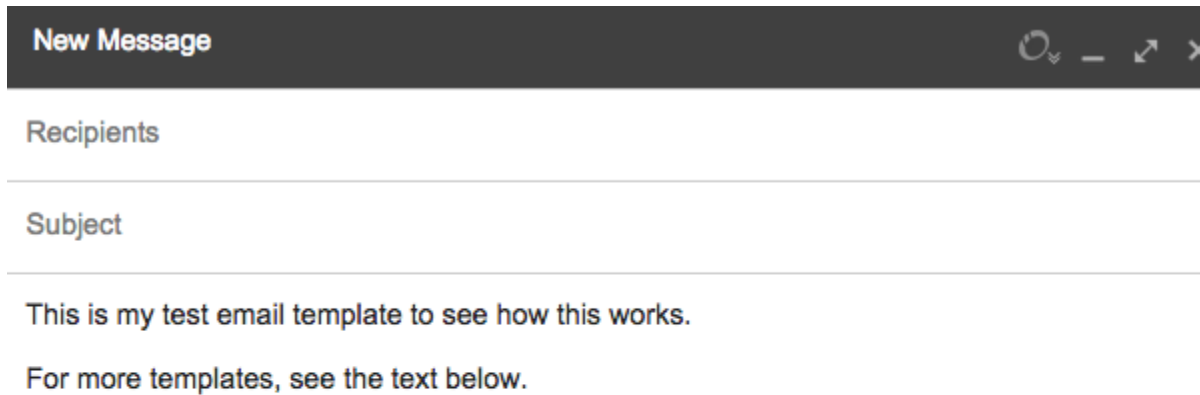 New Message
Recipients
Subject
This is my test email template to see how this works.
For more templates, see the text below.